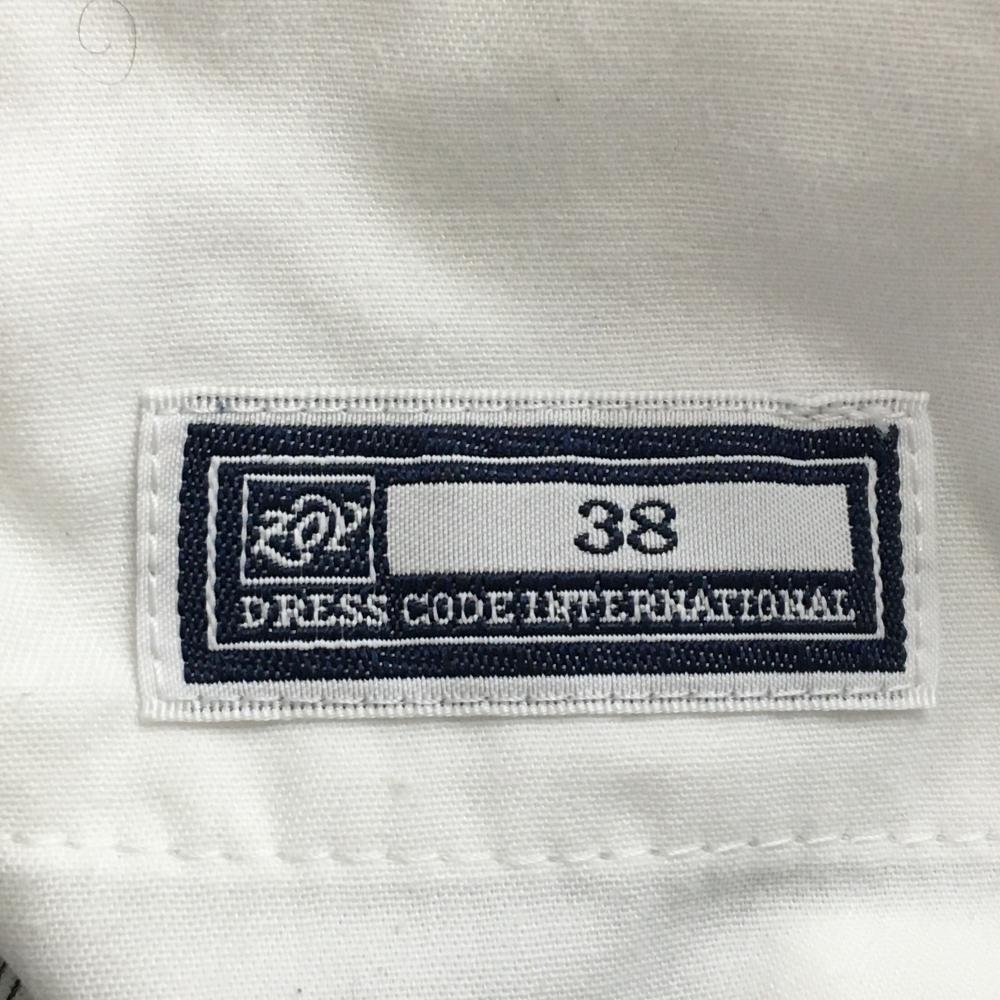 38
DRESS CODE INTERNATIONAL